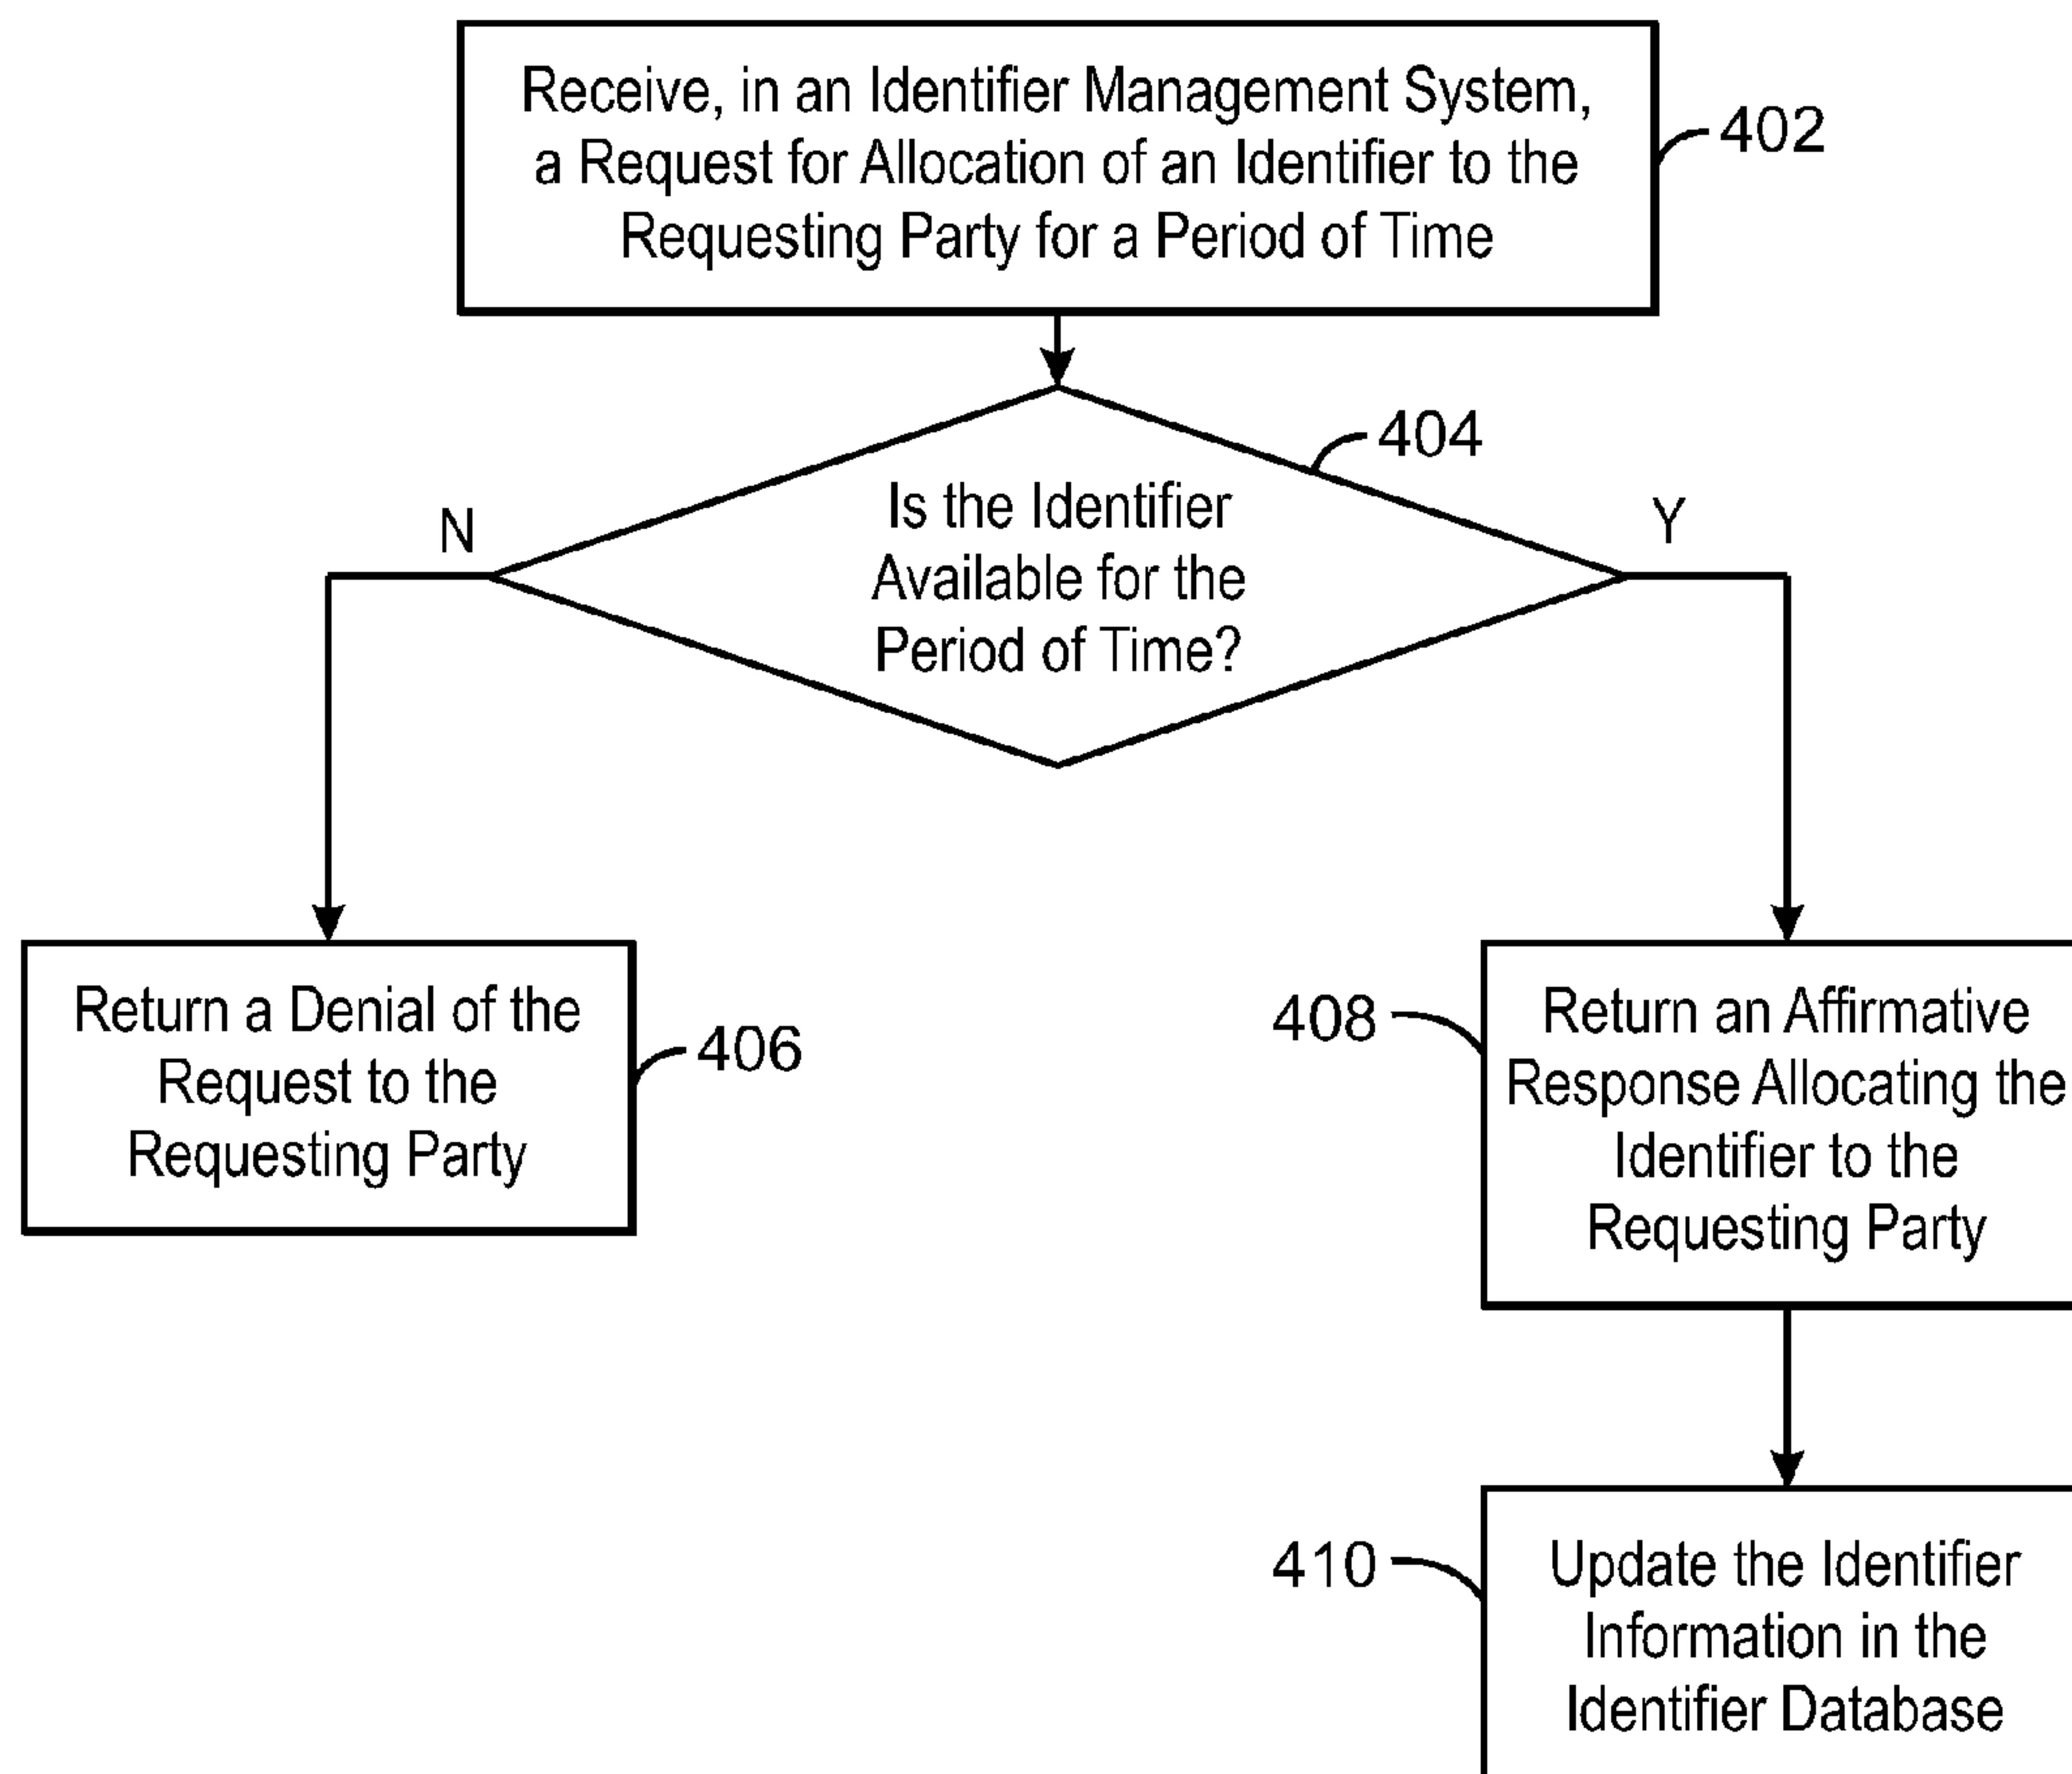 Receive, in an Identifier Management System,
a Request for Allocation of an Identifier to the
Requesting Party for a Period of Time
402
404
Is the Identifier
Available for the
Period of Time?
N
Y
Return a Denial of the
Request to the
Requesting Party
406
408
Return an Affirmative
Response Allocating the
Identifier to the
Requesting Party
410
Update the Identifier
Information in the
Identifier Database